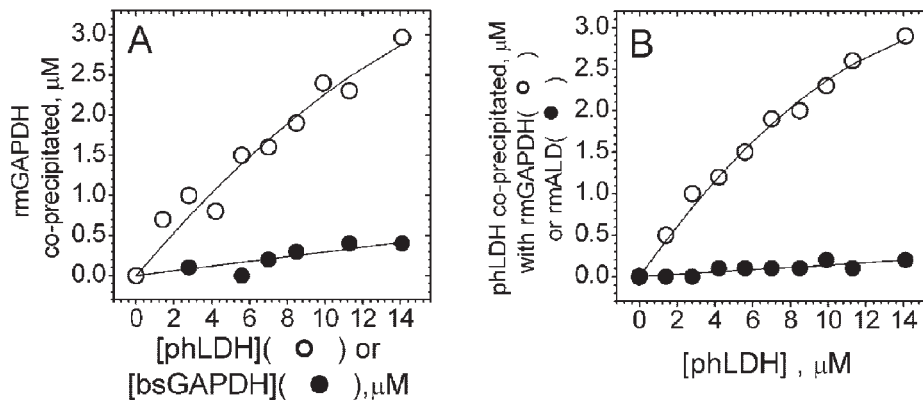 A
rmGAPDH
co-precipitated, μM
3.0
2.5
2.0
1.5
1.0
0.5
0.0
0 2 4 6 8 10 12 14
[phLDH]( ○ ) or
[bsGAPDH]( ● ),μM
B
phLDH co-precipitated, μM
with rmGAPDH( ○ )
or rmALD( ● )
3.0
2.5
2.0
1.5
1.0
0.5
0.0
0 2 4 6 8 10 12 14
[phLDH] , μM